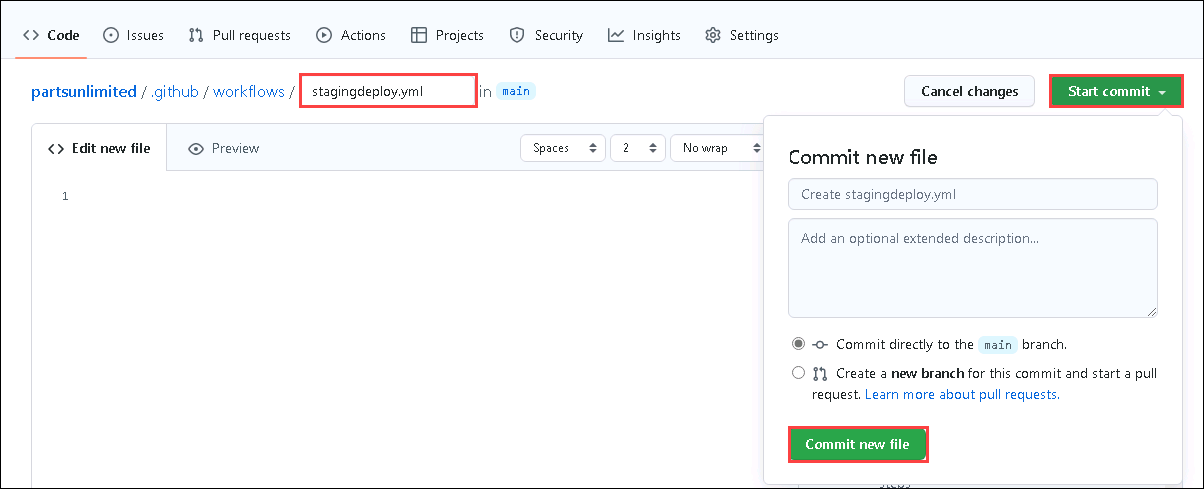 Code Issues Pull requests Actions Projects Security Insights Settings
partsunlimited / .github / workflows / stagingdeploy.yml in main
Cancel changes Start commit
Edit new file Preview Spaces 2 No wrap
1
Commit new file
Create stagingdeploy.yml
Add an optional extended description...
Commit directly to the main branch.
Create a new branch for this commit and start a pull
request. Learn more about pull requests.
Commit new file